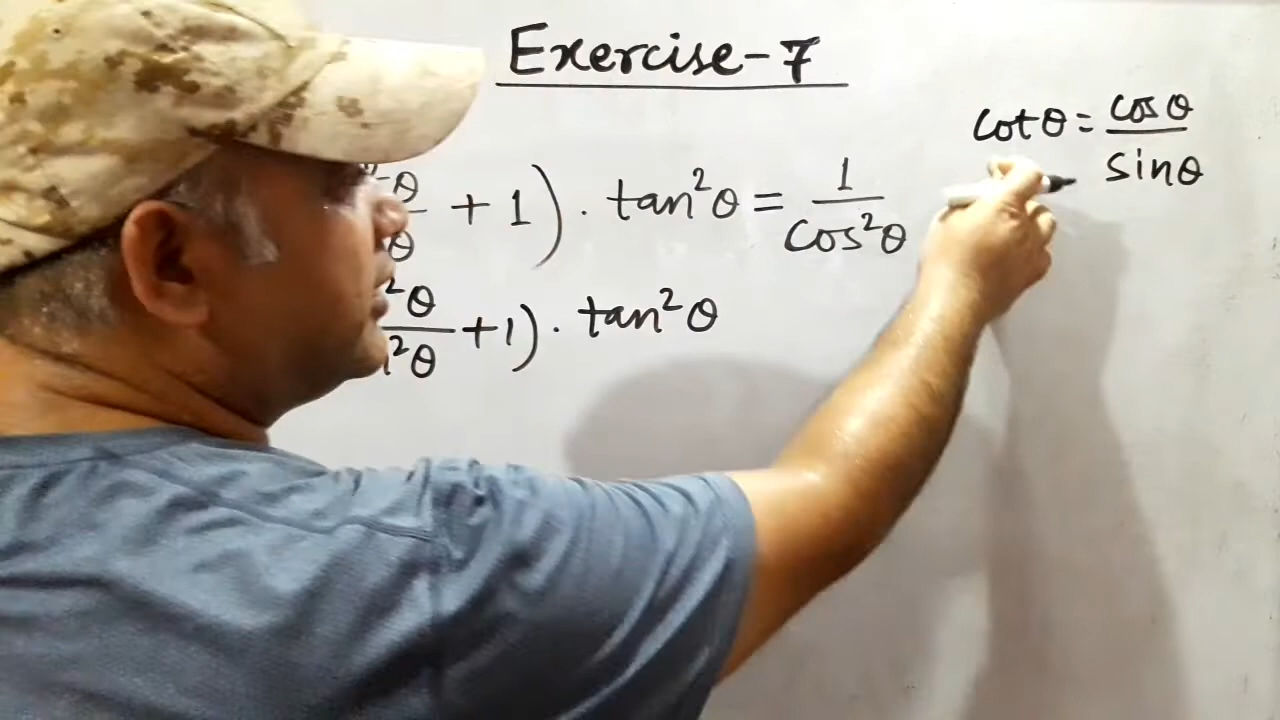 Exercise-7
cotθ = cosθ / sinθ
θ / θ + 1) . tan²θ = 1 / cos²θ
²θ / ²θ + 1) . tan²θ